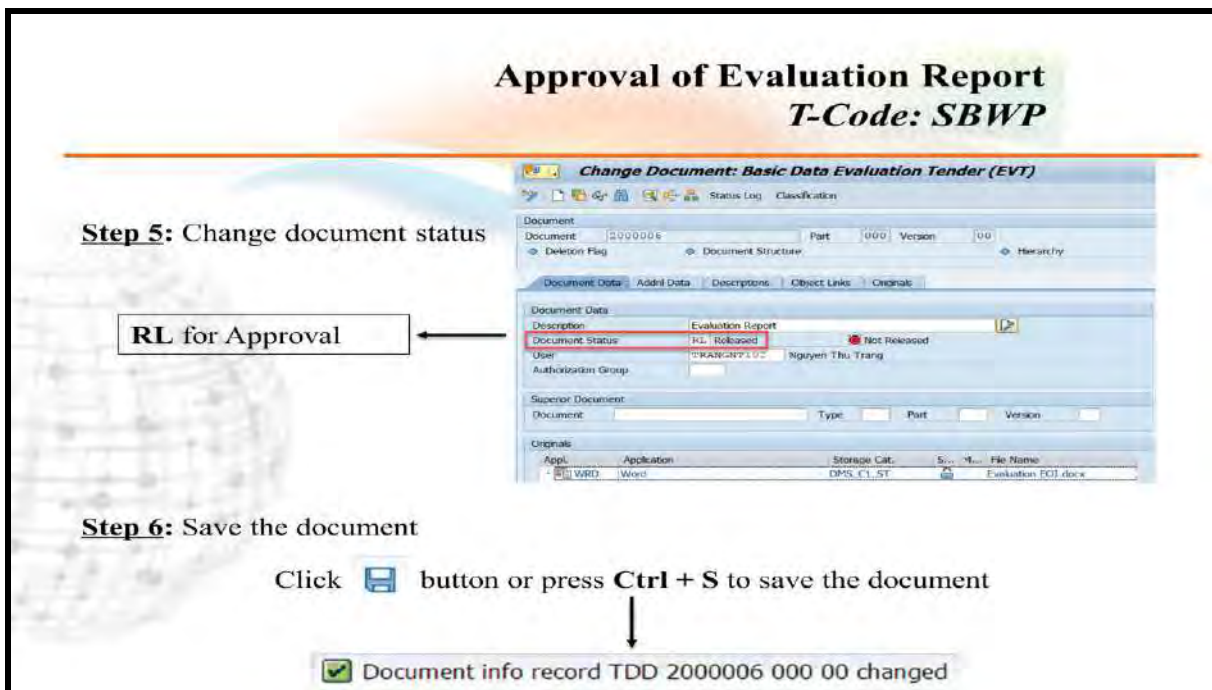 Approval of Evaluation Report
T-Code: SBWP
Step 5: Change document status
RL for Approval
Change Document: Basic Data Evaluation Tender (EVT)
Status Log Classification
Document
Document 2000006 Part 000 Version 00
Deletion Flag Document Structure Hierarchy
Document Data Addnl Data Descriptions Object Links Originals
Document Data
Description Evaluation Report
Document Status RL Released Not Released
User TRANGNT102 Nguyen Thu Trang
Authorization Group
Superior Document
Document Type Part Version
Originals
Appl. Application Storage Cat. S... File Name
WRD Word DMS_C1_ST Evaluation EOI.docx
Step 6: Save the document
Click button or press Ctrl + S to save the document
Document info record TDD 2000006 000 00 changed